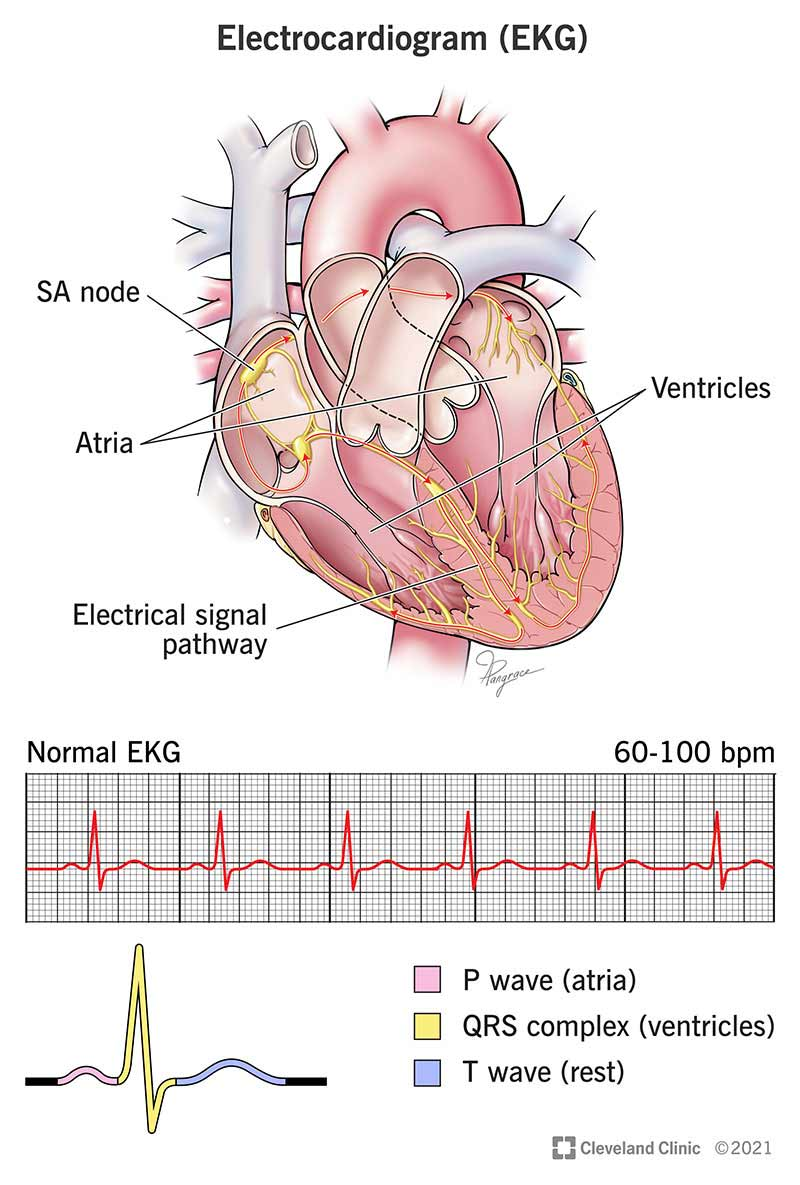 Electrocardiogram (EKG)
SA node
Ventricles
Atria
Electrical signal
pathway
Pangrace
Normal EKG
60-100 bpm
P wave (atria)
QRS complex (ventricles)
T wave (rest)
Cleveland Clinic ©2021